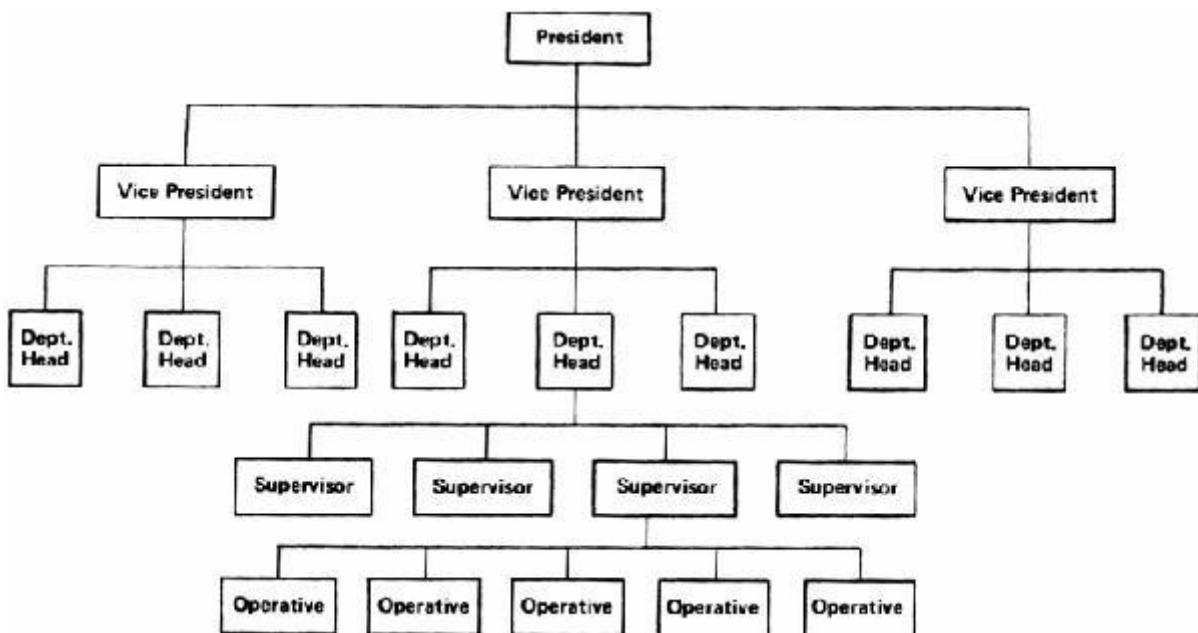 President
Vice President
Vice President
Vice President
Dept.
Head
Dept.
Head
Dept.
Head
Dept.
Head
Dept.
Head
Dept.
Head
Dept.
Head
Dept.
Head
Dept.
Head
Supervisor
Supervisor
Supervisor
Supervisor
Operative
Operative
Operative
Operative
Operative